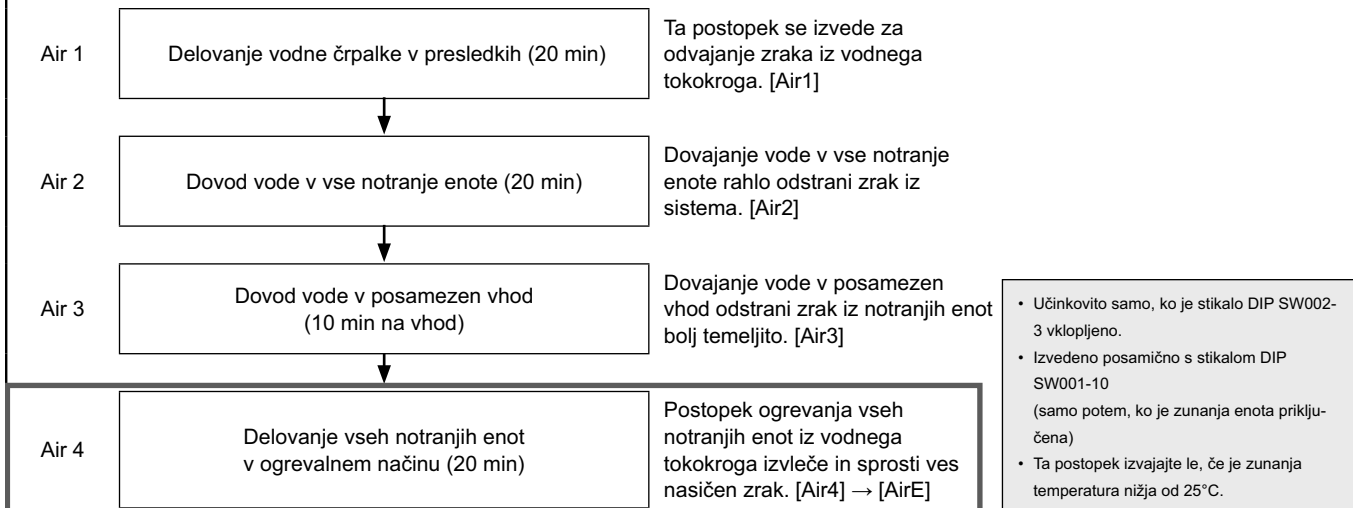 Air 1
Delovanje vodne črpalke v presledkih (20 min)
Ta postopek se izvede za
odvajanje zraka iz vodnega
tokokroga. [Air1]
Air 2
Dovod vode v vse notranje enote (20 min)
Dovajanje vode v vse notranje
enote rahlo odstrani zrak iz
sistema. [Air2]
Air 3
Dovod vode v posamezen vhod
(10 min na vhod)
Dovajanje vode v posamezen
vhod odstrani zrak iz notranjih enot
bolj temeljito. [Air3]
Air 4
Delovanje vseh notranjih enot
v ogrevalnem načinu (20 min)
Postopek ogrevanja vseh
notranjih enot iz vodnega
tokokroga izvleče in sprosti ves
nasičen zrak. [Air4] → [AirE]
• Učinkovito samo, ko je stikalo DIP SW002-
3 vklopljeno.
• Izvedeno posamično s stikalom DIP
SW001-10
(samo potem, ko je zunanja enota priklju-
čena)
• Ta postopek izvajajte le, če je zunanja
temperatura nižja od 25°C.